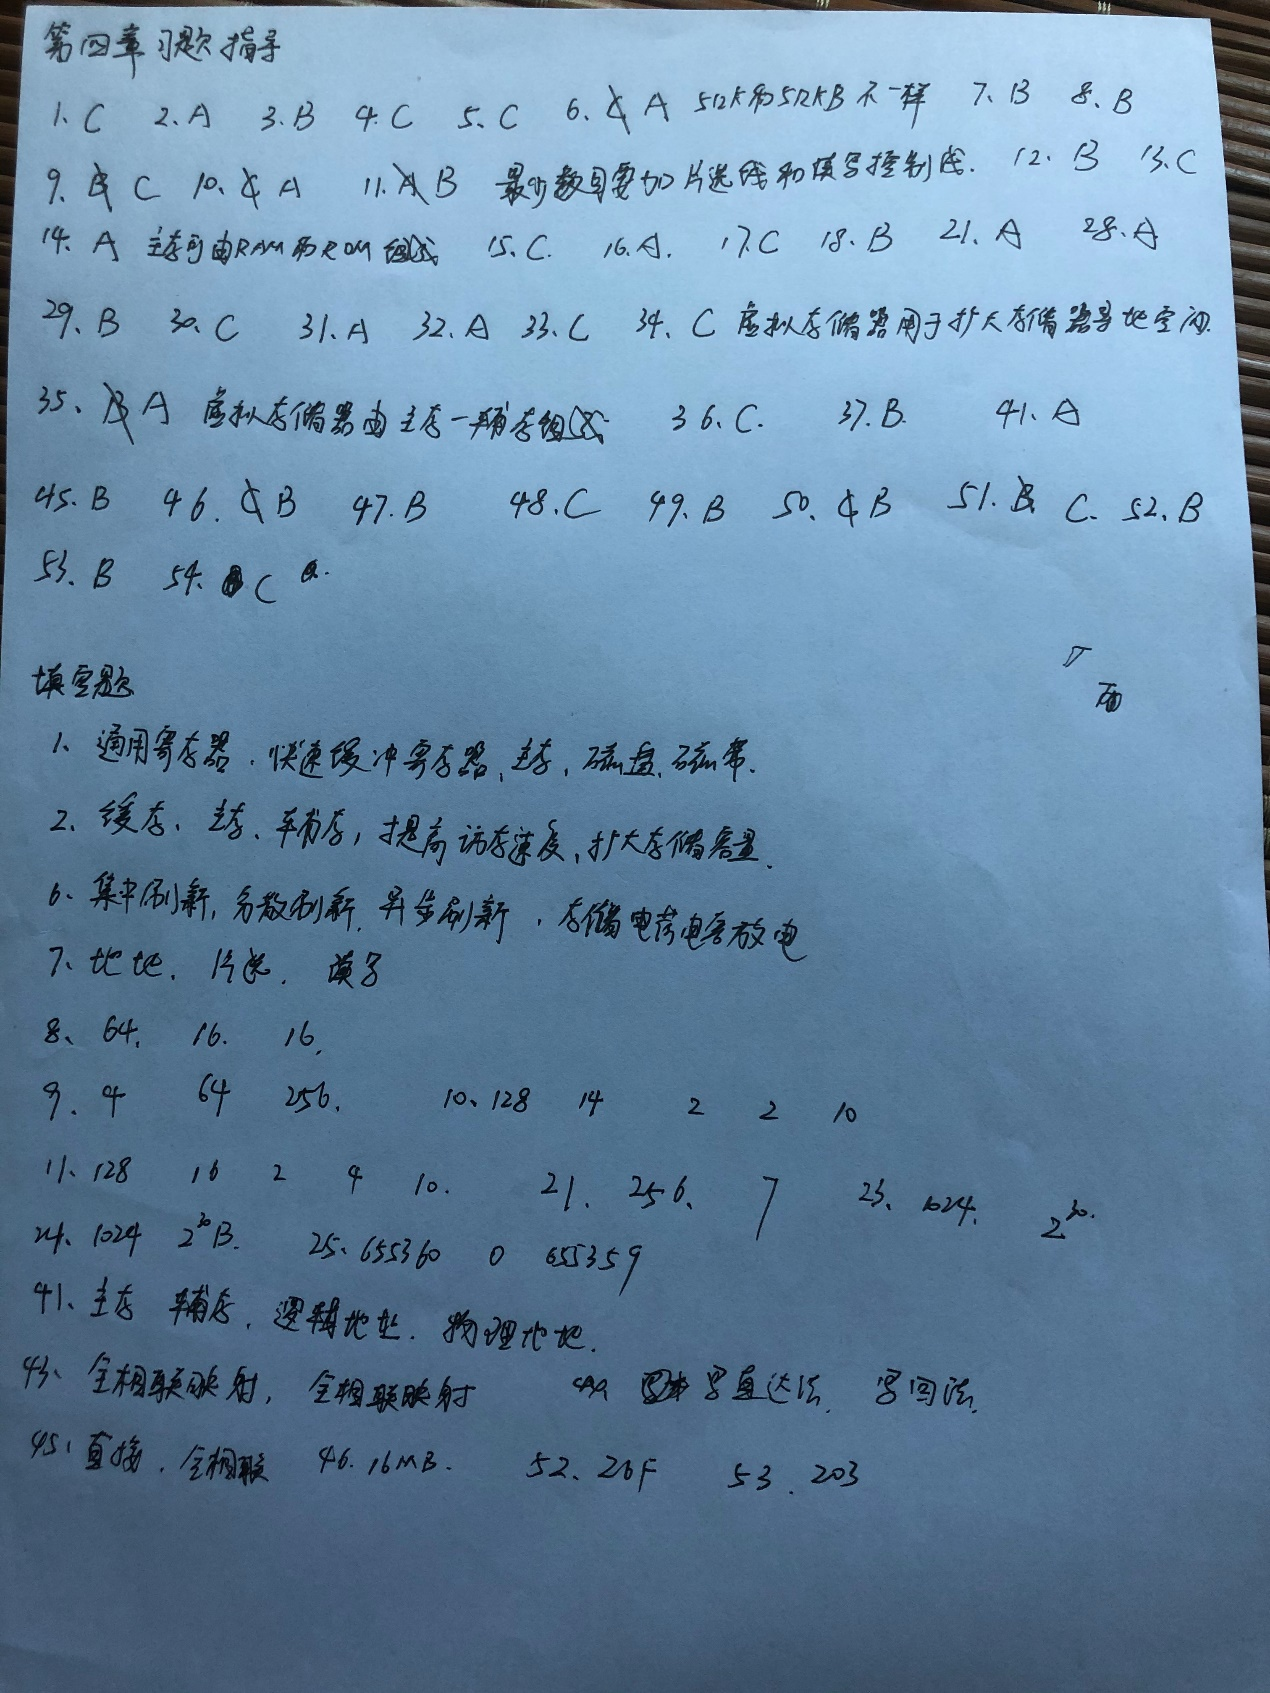 第四章习题指导
1、C 2、A 3、B 4、C 5、C 6、C A 512K和512KB不一样 7、B 8、B
9、B C 10、C A 11、A B 最少数目要加片选线和读写控制线. 12、B 13、C
14、A 主存可由RAM和ROM组成 15、C. 16、A. 17、C 18、B 21、A 28、A
29、B 30、C 31、A 32、A 33、C 34、C 虚拟存储器用于扩大存储器寻址空间.
35、B A 虚拟存储器由主存-辅存组成 36、C. 37、B. 41、A
45、B 46、C B 47、B 48、C 49、B 50、C B 51、B C. 52、B
53、B 54、C
填空题
1、通用寄存器、快速缓冲寄存器、主存、磁盘、磁带.
2、缓存、主存、辅存,提高访存速度,扩大存储容量.
6、集中刷新,分散刷新,异步刷新,存储电荷电容放电
7、地址、片选、读写
8、64. 16. 16.
9、4 64 256. 10、128 14 2 2 10
11、128 16 2 4 10. 21、256、 7 23、1024. 2^30.
24、1024 2^30B. 25、655360 0 655359
41、主存 辅存、逻辑地址.物理地址.
43、全相联映射,全相联映射 44 写直达法、写回法.
45、直接、全相联 46、16MB. 52、26F 53、203